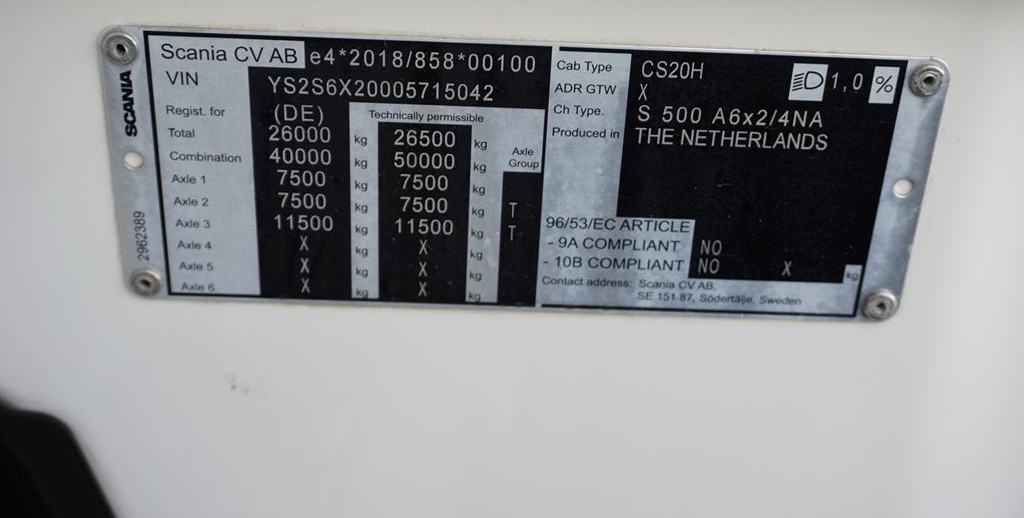 SCANIA
2962389
Scania CV AB e4*2018/858*00100
VIN YS2S6X20005715042
Regist. for (DE) Technically permissible
Total 26000 kg 26500 kg
Combination 40000 kg 50000 kg Axle Group
Axle 1 7500 kg 7500 kg
Axle 2 7500 kg 7500 kg T
Axle 3 11500 kg 11500 kg T
Axle 4 X kg X kg
Axle 5 X kg X kg
Axle 6 X kg X kg
Cab Type CS20H 1,0 %
ADR GTW X
Ch Type. S 500 A6x2/4NA
Produced in THE NETHERLANDS
96/53/EC ARTICLE
- 9A COMPLIANT NO
- 10B COMPLIANT NO X kg
Contact address: Scania CV AB,
SE 151 87, Södertälje, Sweden